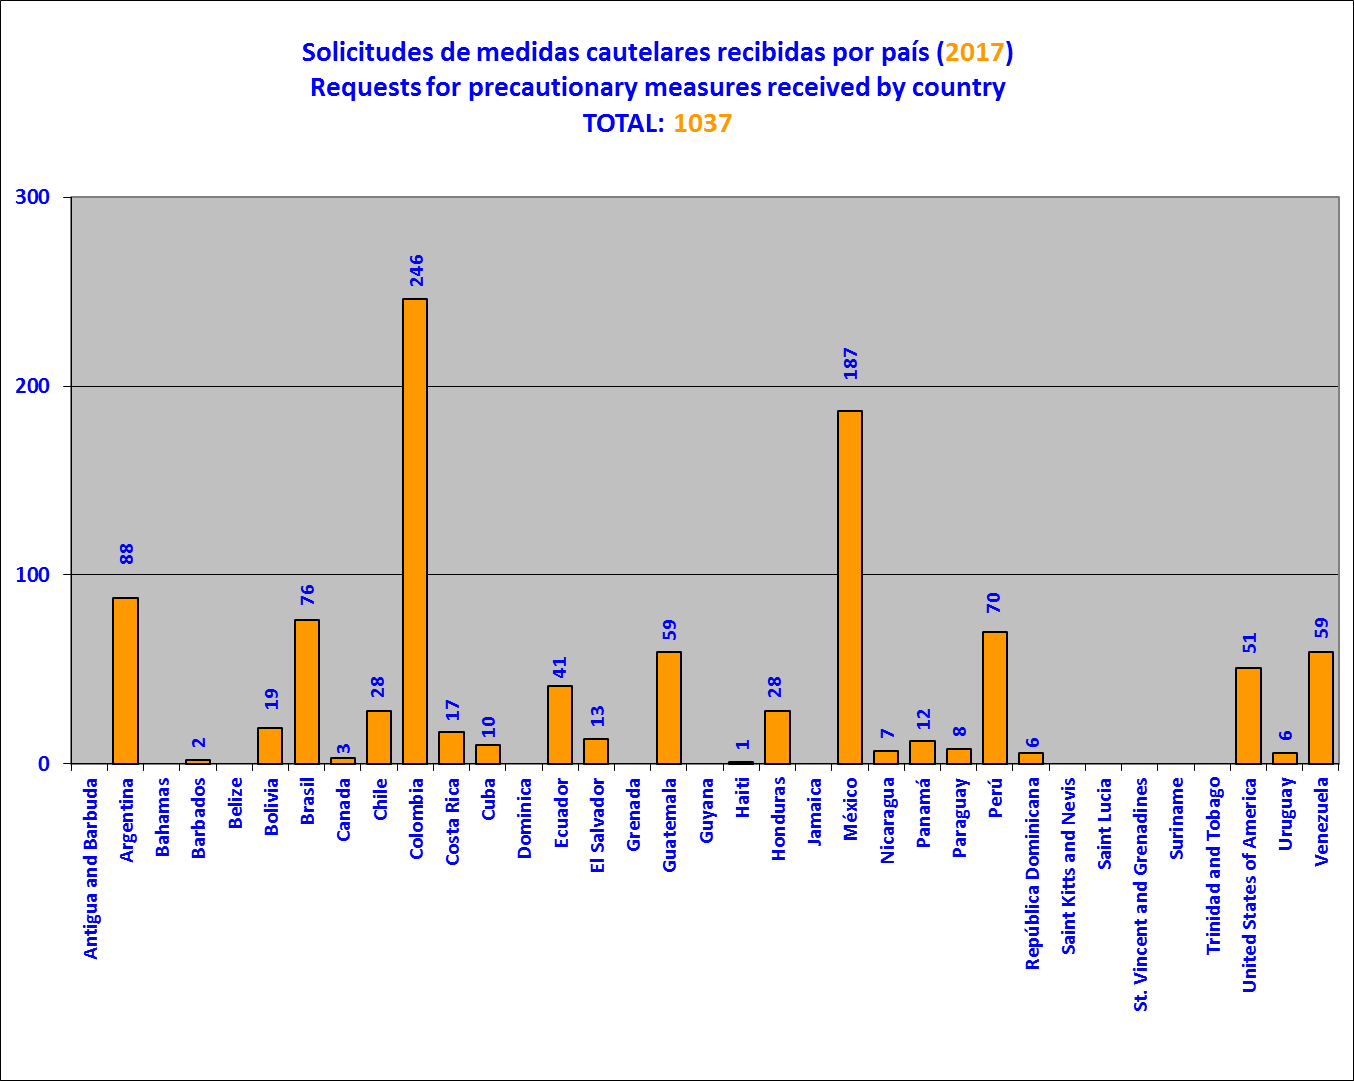 Solicitudes de medidas cautelares recibidas por país (2017)
Requests for precautionary measures received by country
TOTAL: 1037
300
200
100
0
88
2
19
76
3
28
246
17
10
41
13
59
1
28
187
7
12
8
70
6
51
6
59
Antigua and Barbuda
Argentina
Bahamas
Barbados
Belize
Bolivia
Brasil
Canada
Chile
Colombia
Costa Rica
Cuba
Dominica
Ecuador
El Salvador
Grenada
Guatemala
Guyana
Haiti
Honduras
Jamaica
México
Nicaragua
Panamá
Paraguay
Perú
República Dominicana
Saint Kitts and Nevis
Saint Lucia
St. Vincent and Grenadines
Suriname
Trinidad and Tobago
United States of America
Uruguay
Venezuela